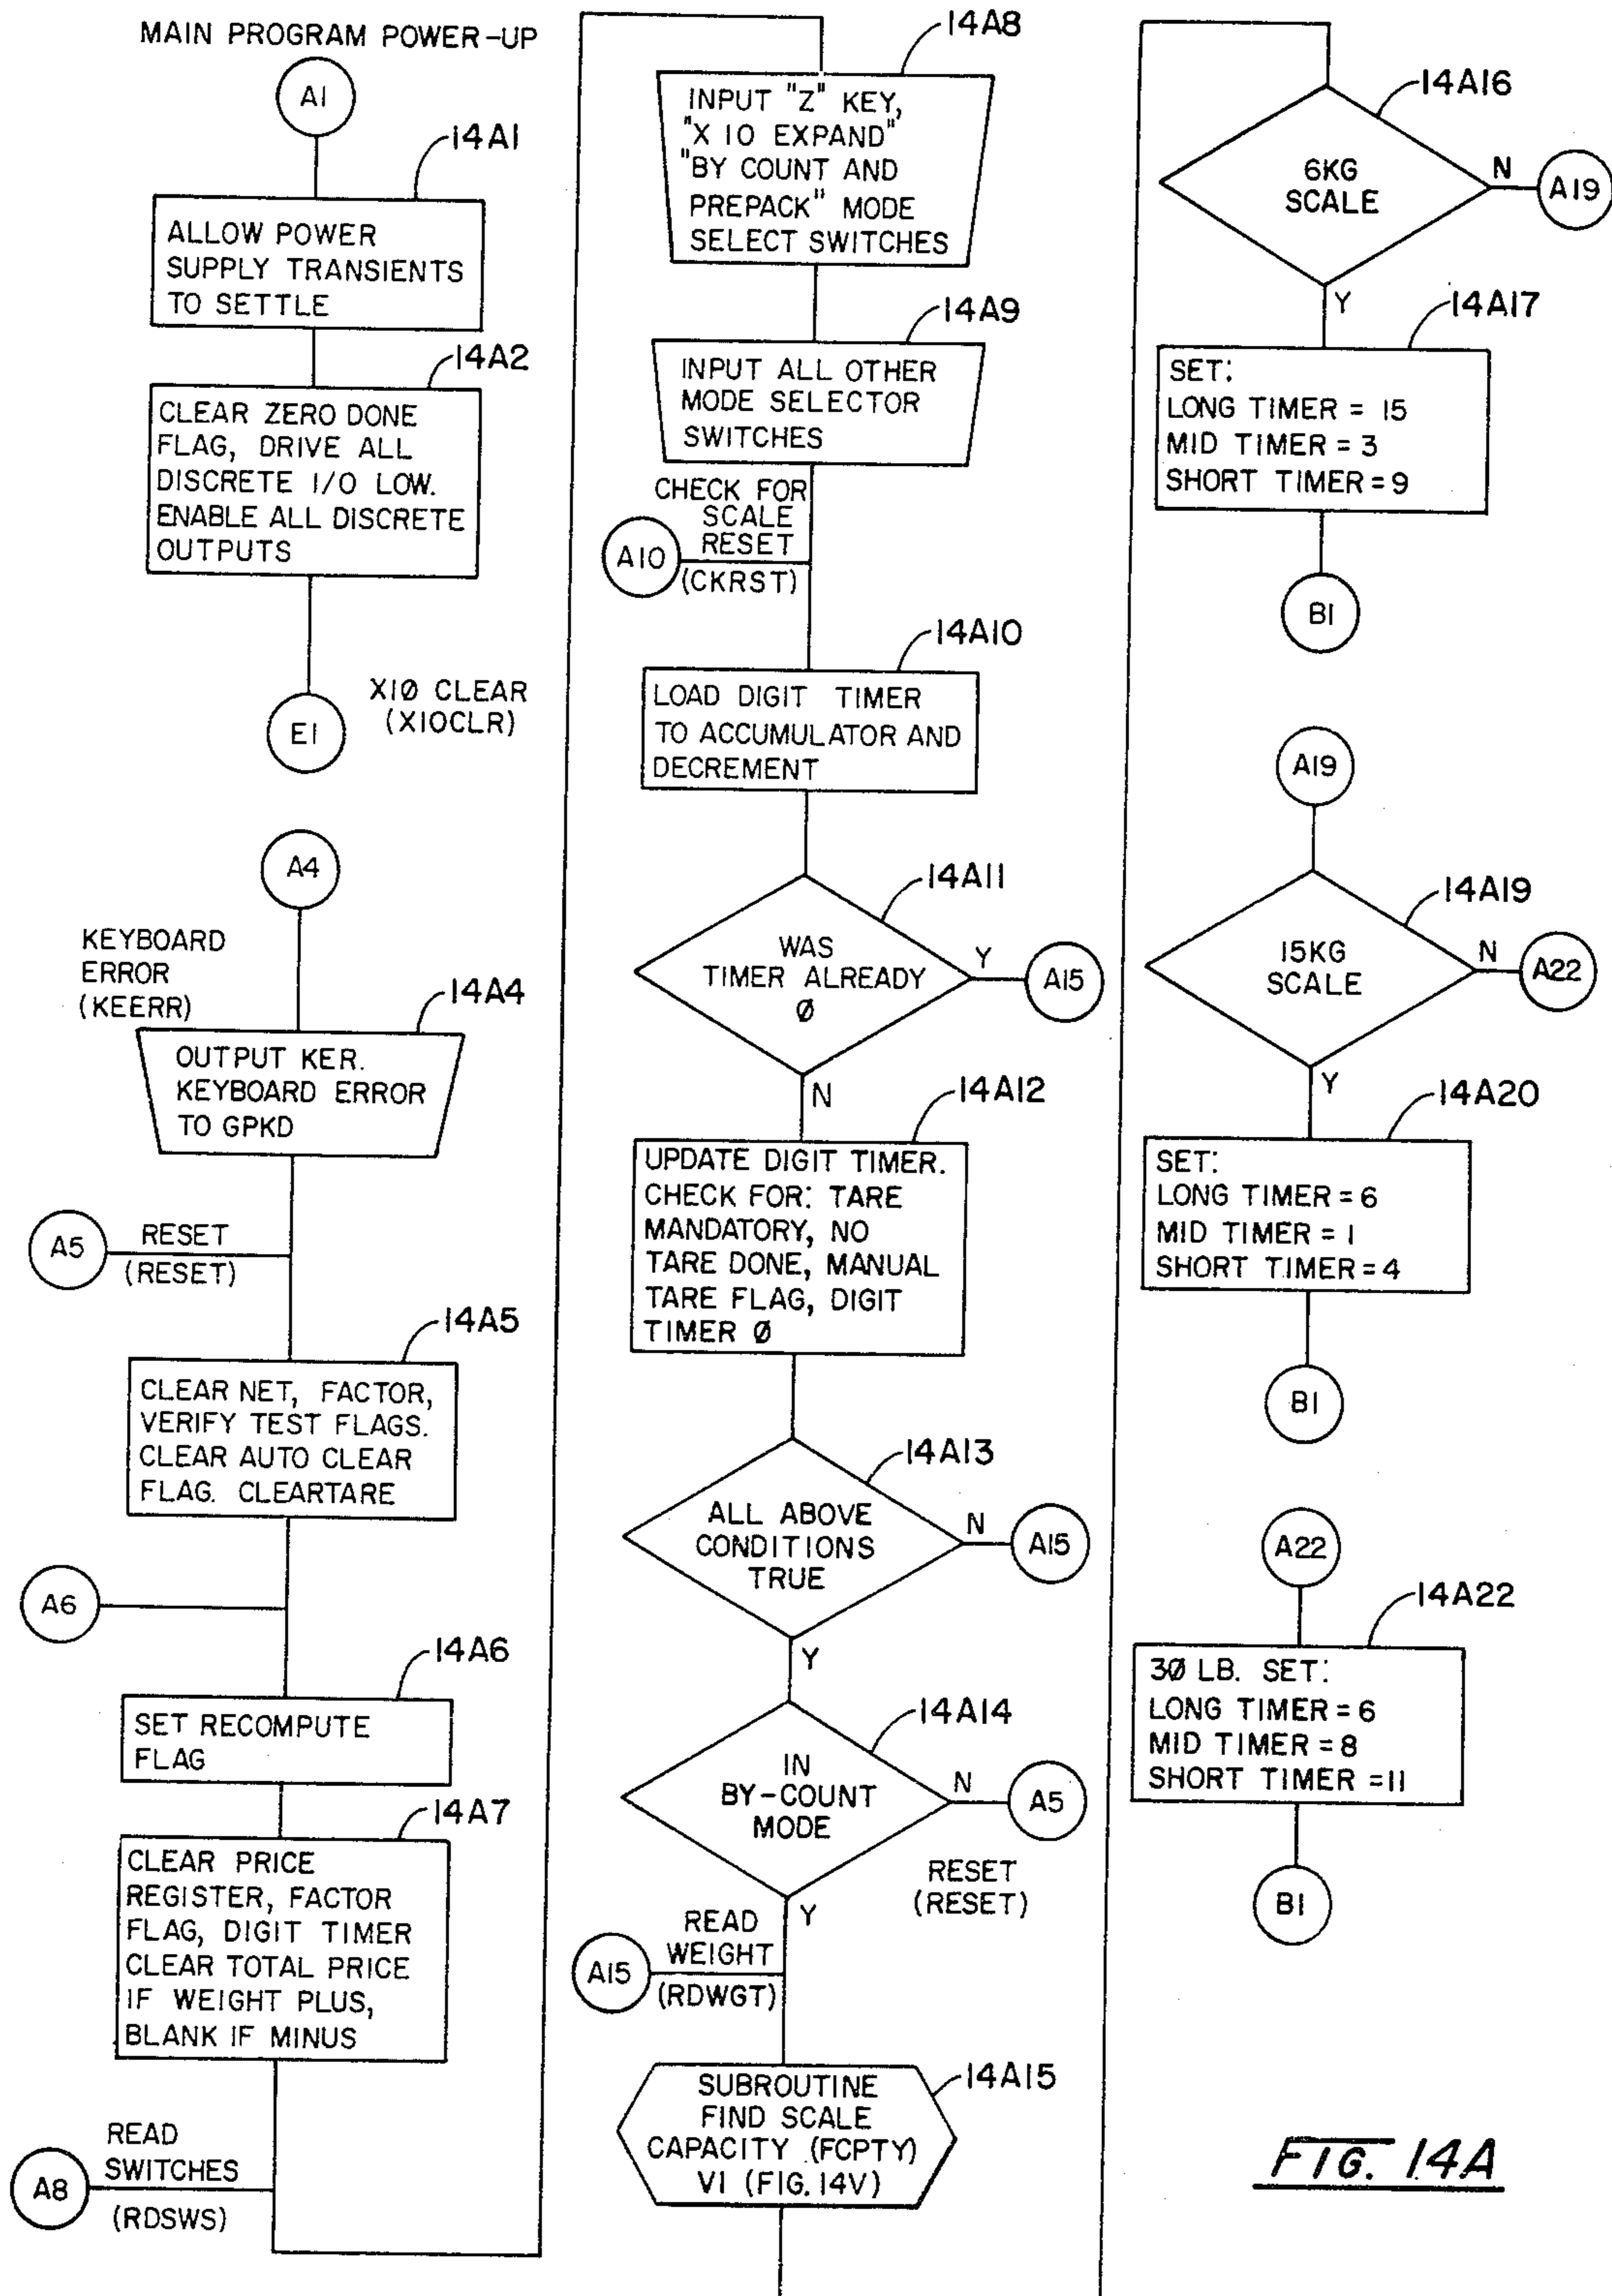 MAIN PROGRAM POWER-UP
A1
14A1
ALLOW POWER
SUPPLY TRANSIENTS
TO SETTLE
14A2
CLEAR ZERO DONE
FLAG, DRIVE ALL
DISCRETE I/O LOW.
ENABLE ALL DISCRETE
OUTPUTS
X1Ø CLEAR
(X1OCLR)
E1
A4
KEYBOARD
ERROR
(KEERR)
14A4
OUTPUT KER.
KEYBOARD ERROR
TO GPKD
A5
RESET
(RESET)
14A5
CLEAR NET, FACTOR,
VERIFY TEST FLAGS.
CLEAR AUTO CLEAR
FLAG. CLEARTARE
A6
14A6
SET RECOMPUTE
FLAG
14A7
CLEAR PRICE
REGISTER, FACTOR
FLAG, DIGIT TIMER
CLEAR TOTAL PRICE
IF WEIGHT PLUS,
BLANK IF MINUS
READ
SWITCHES
A8
(RDSWS)
14A8
INPUT "Z" KEY,
"X 10 EXPAND"
"BY COUNT AND
PREPACK" MODE
SELECT SWITCHES
14A9
INPUT ALL OTHER
MODE SELECTOR
SWITCHES
CHECK FOR
SCALE
RESET
A10
(CKRST)
14A10
LOAD DIGIT TIMER
TO ACCUMULATOR AND
DECREMENT
14A11
WAS
TIMER ALREADY
Ø
Y
A15
N
14A12
UPDATE DIGIT TIMER.
CHECK FOR: TARE
MANDATORY, NO
TARE DONE, MANUAL
TARE FLAG, DIGIT
TIMER Ø
14A13
ALL ABOVE
CONDITIONS
TRUE
N
A15
Y
14A14
IN
BY-COUNT
MODE
N
A5
RESET
(RESET)
Y
READ
WEIGHT
A15
(RDWGT)
14A15
SUBROUTINE
FIND SCALE
CAPACITY (FCPTY)
V1 (FIG. 14V)
14A16
6KG
SCALE
N
A19
Y
14A17
SET:
LONG TIMER = 15
MID TIMER = 3
SHORT TIMER = 9
B1
A19
14A19
15KG
SCALE
N
A22
Y
14A20
SET:
LONG TIMER = 6
MID TIMER = 1
SHORT TIMER = 4
B1
A22
14A22
3Ø LB. SET:
LONG TIMER = 6
MID TIMER = 8
SHORT TIMER = 11
B1
FIG. 14A